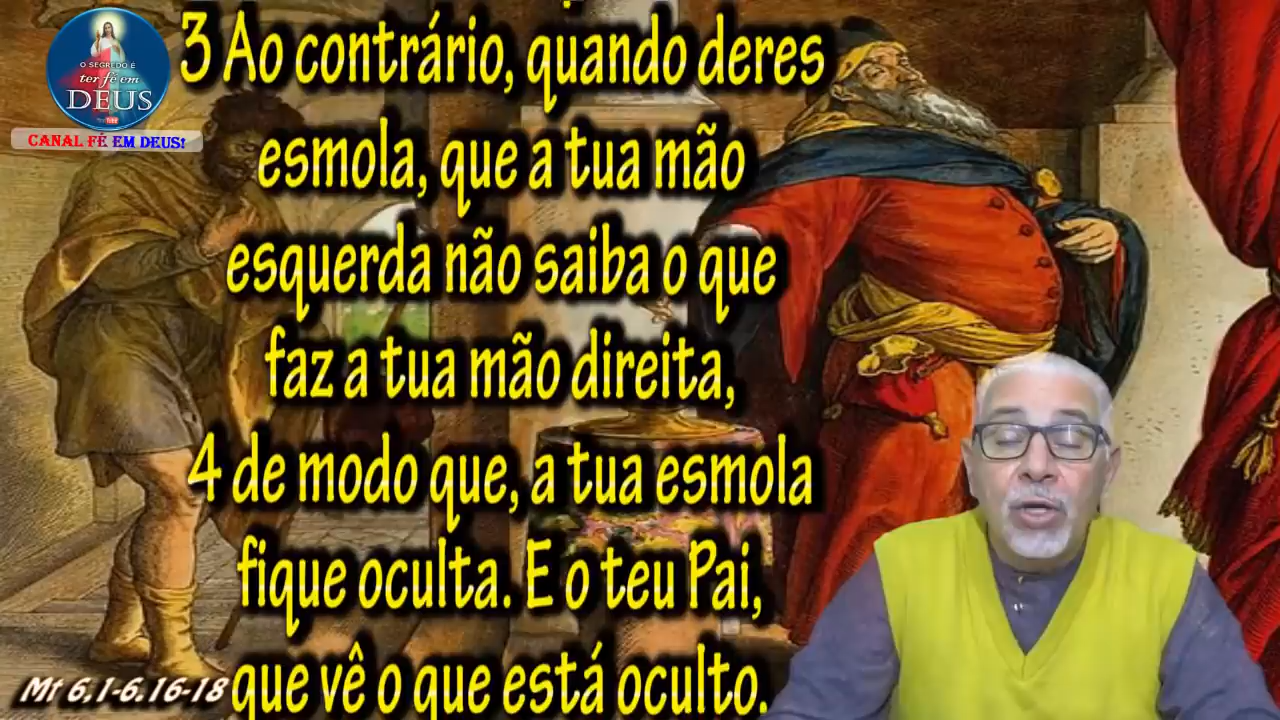 O SEGREDO É
ter fé em
DEUS
CANAL FÉ EM DEUS!
3 Ao contrário, quando deres
esmola, que a tua mão
esquerda não saiba o que
faz a tua mão direita,
4 de modo que, a tua esmola
fique oculta. E o teu Pai,
que vê o que está oculto.
Mt 6,1-6.16-18